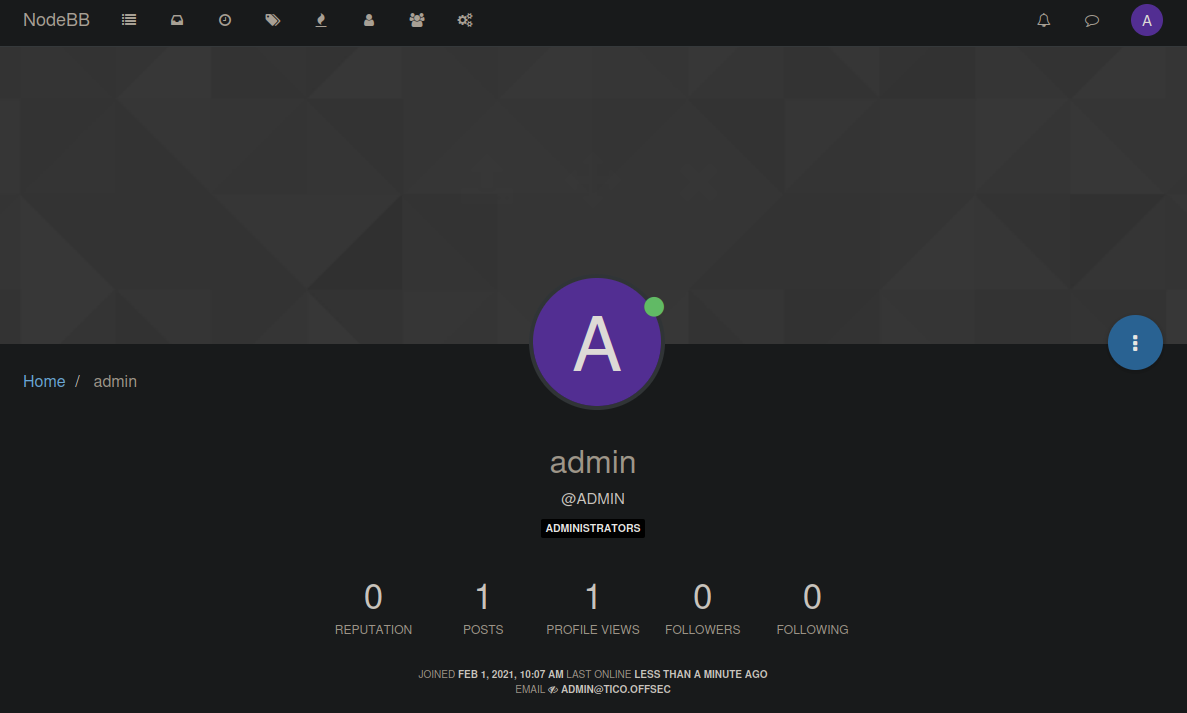 NodeBB A
A
Home / admin
admin
@ADMIN
ADMINISTRATORS
0 1 1 0 0
REPUTATION POSTS PROFILE VIEWS FOLLOWERS FOLLOWING
JOINED FEB 1, 2021, 10:07 AM LAST ONLINE LESS THAN A MINUTE AGO
EMAIL ADMIN@TICO.OFFSEC